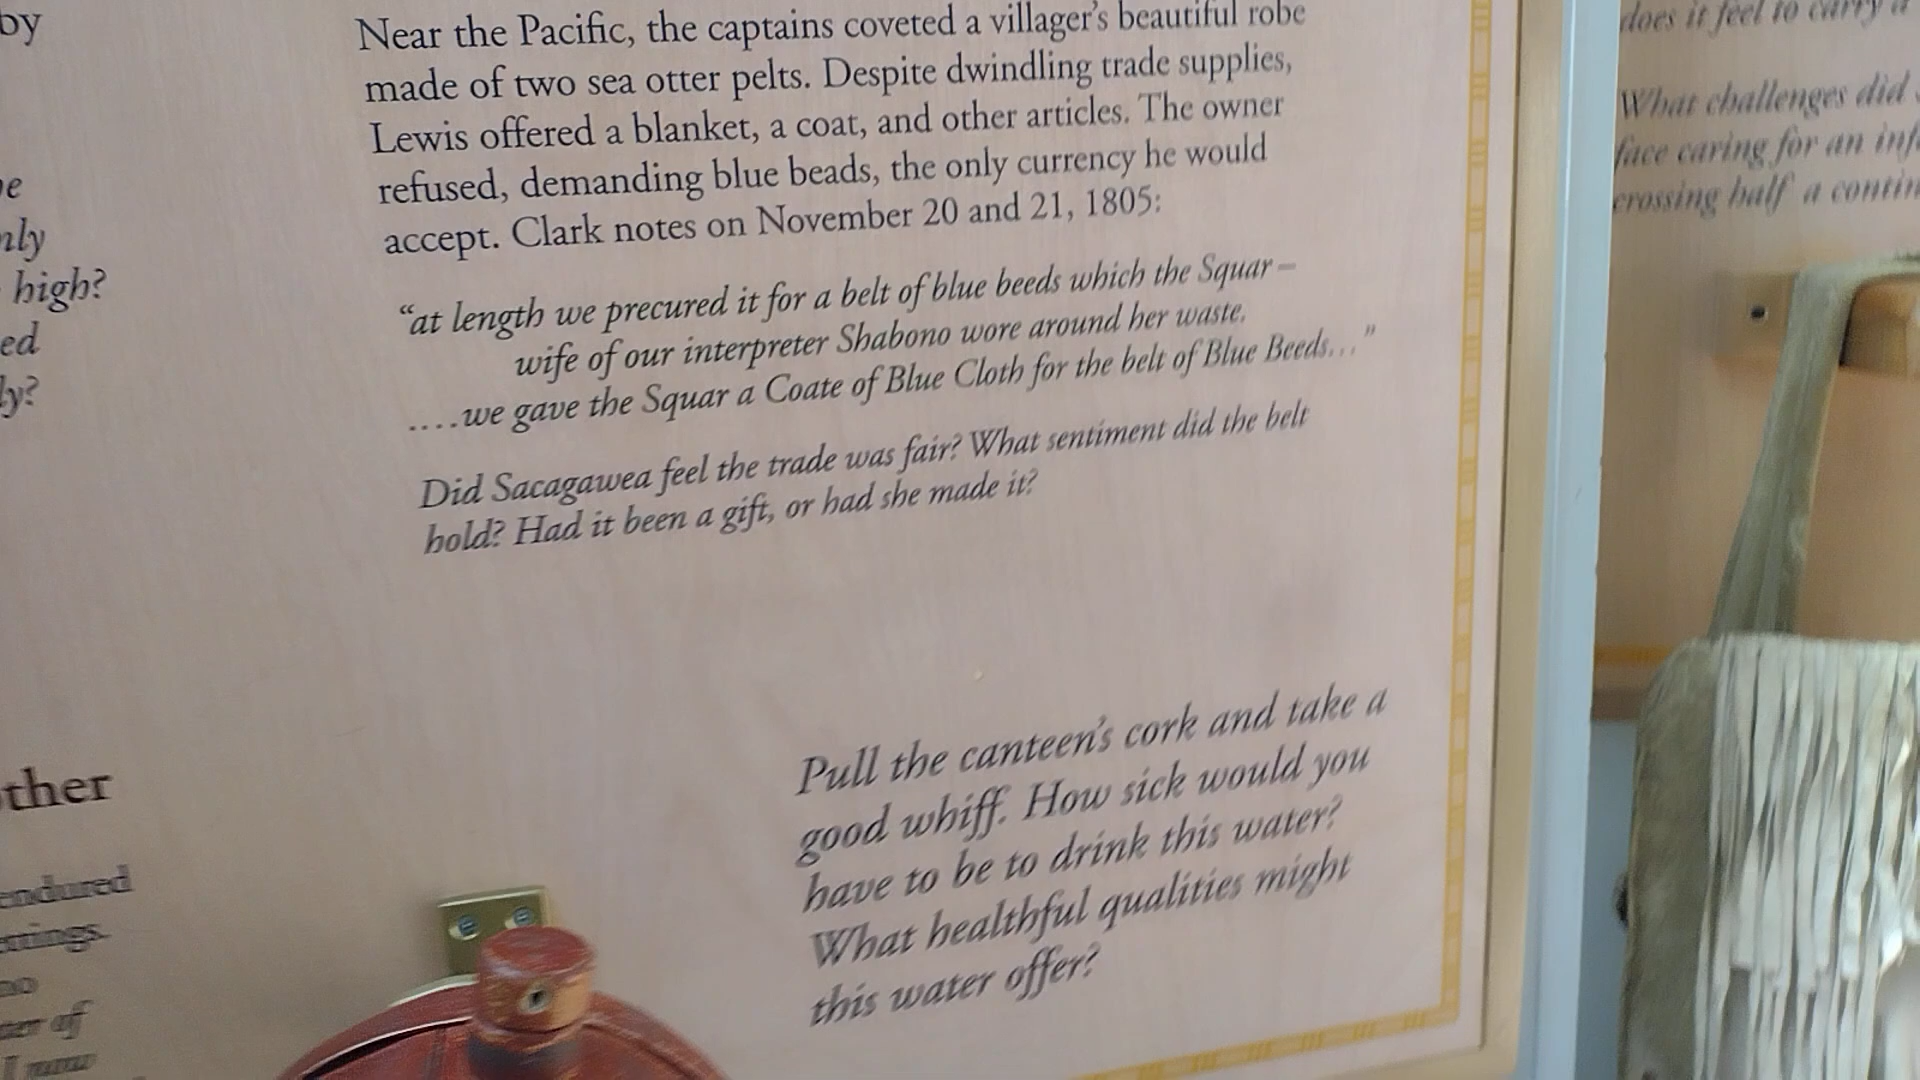 by
high?
ther
endured
Near the Pacific, the captains coveted a villager's beautiful robe
made of two sea otter pelts. Despite dwindling trade supplies,
Lewis offered a blanket, a coat, and other articles. The owner
refused, demanding blue beads, the only currency he would
accept. Clark notes on November 20 and 21, 1805:
“at length we precured it for a belt of blue beeds which the Squar–
wife of our interpreter Shabono wore around her waste.
....we gave the Squar a Coate of Blue Cloth for the belt of Blue Beeds...”
Did Sacagawea feel the trade was fair? What sentiment did the belt
hold? Had it been a gift, or had she made it?
Pull the canteen's cork and take a
good whiff. How sick would you
have to be to drink this water?
What healthful qualities might
this water offer?
does it feel to carry a
What challenges did
face caring for an
crossing half a